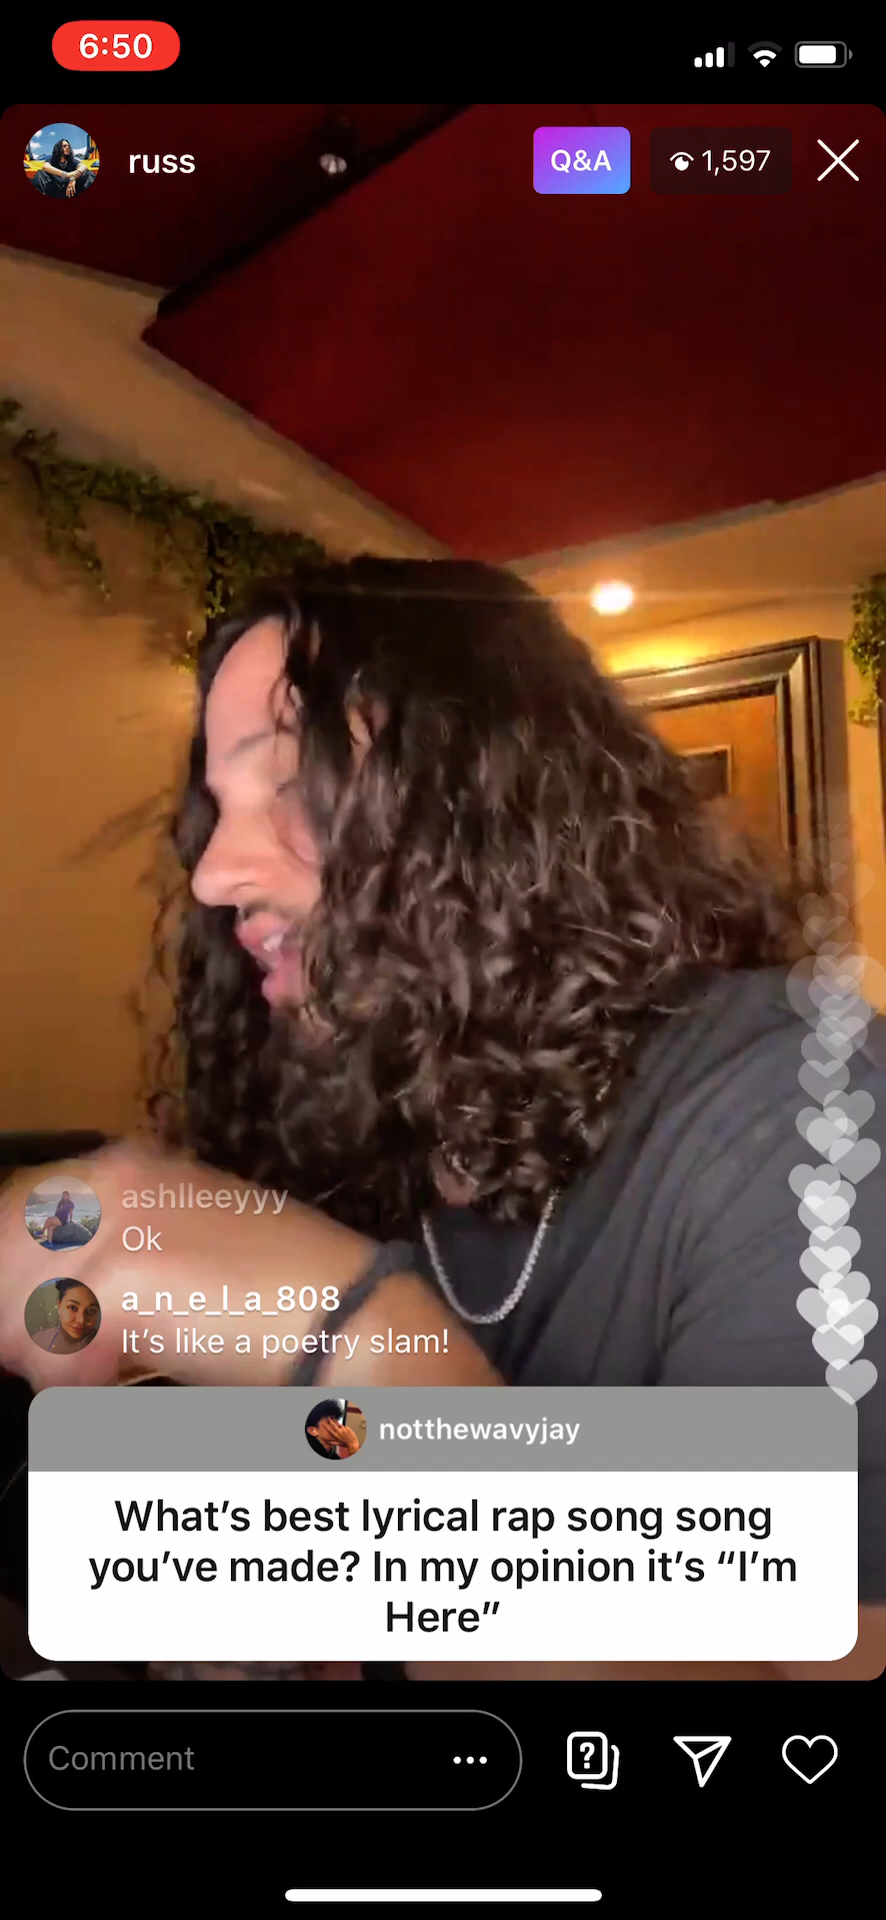 6:50
russ
Q&A
1,597
ashlleeyyy
Ok
a_n_e_l_a_808
It's like a poetry slam!
notthewavyjay
What's best lyrical rap song song
you've made? In my opinion it's “I'm
Here”
Comment